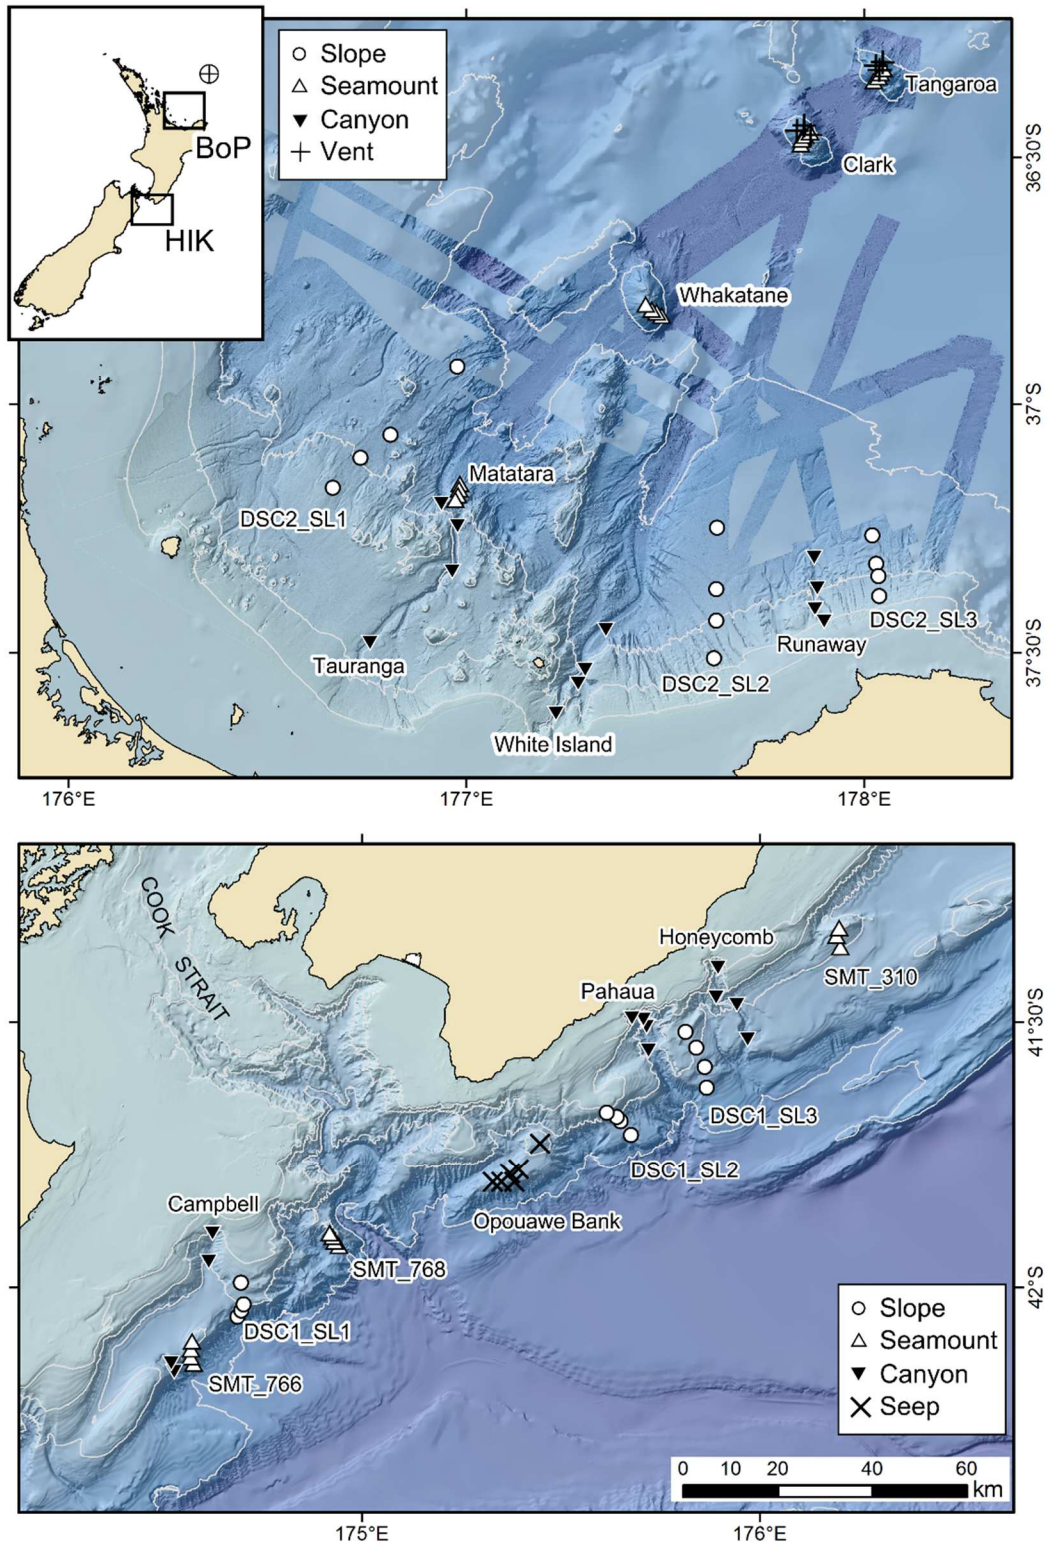 BoP
HIK
Slope
Seamount
Canyon
Vent
Tangaroa
Clark
Whakatane
Matatara
DSC2_SL1
DSC2_SL3
Runaway
Tauranga
DSC2_SL2
White Island
36°30'S
37°S
37°30'S
176°E
177°E
178°E
COOK
STRAIT
Honeycomb
Pahaua
SMT_310
DSC1_SL3
DSC1_SL2
Campbell
Opouawe Bank
SMT_768
DSC1_SL1
SMT_766
Slope
Seamount
Canyon
Seep
0 10 20 40 60
km
41°30'S
42°S
175°E
176°E